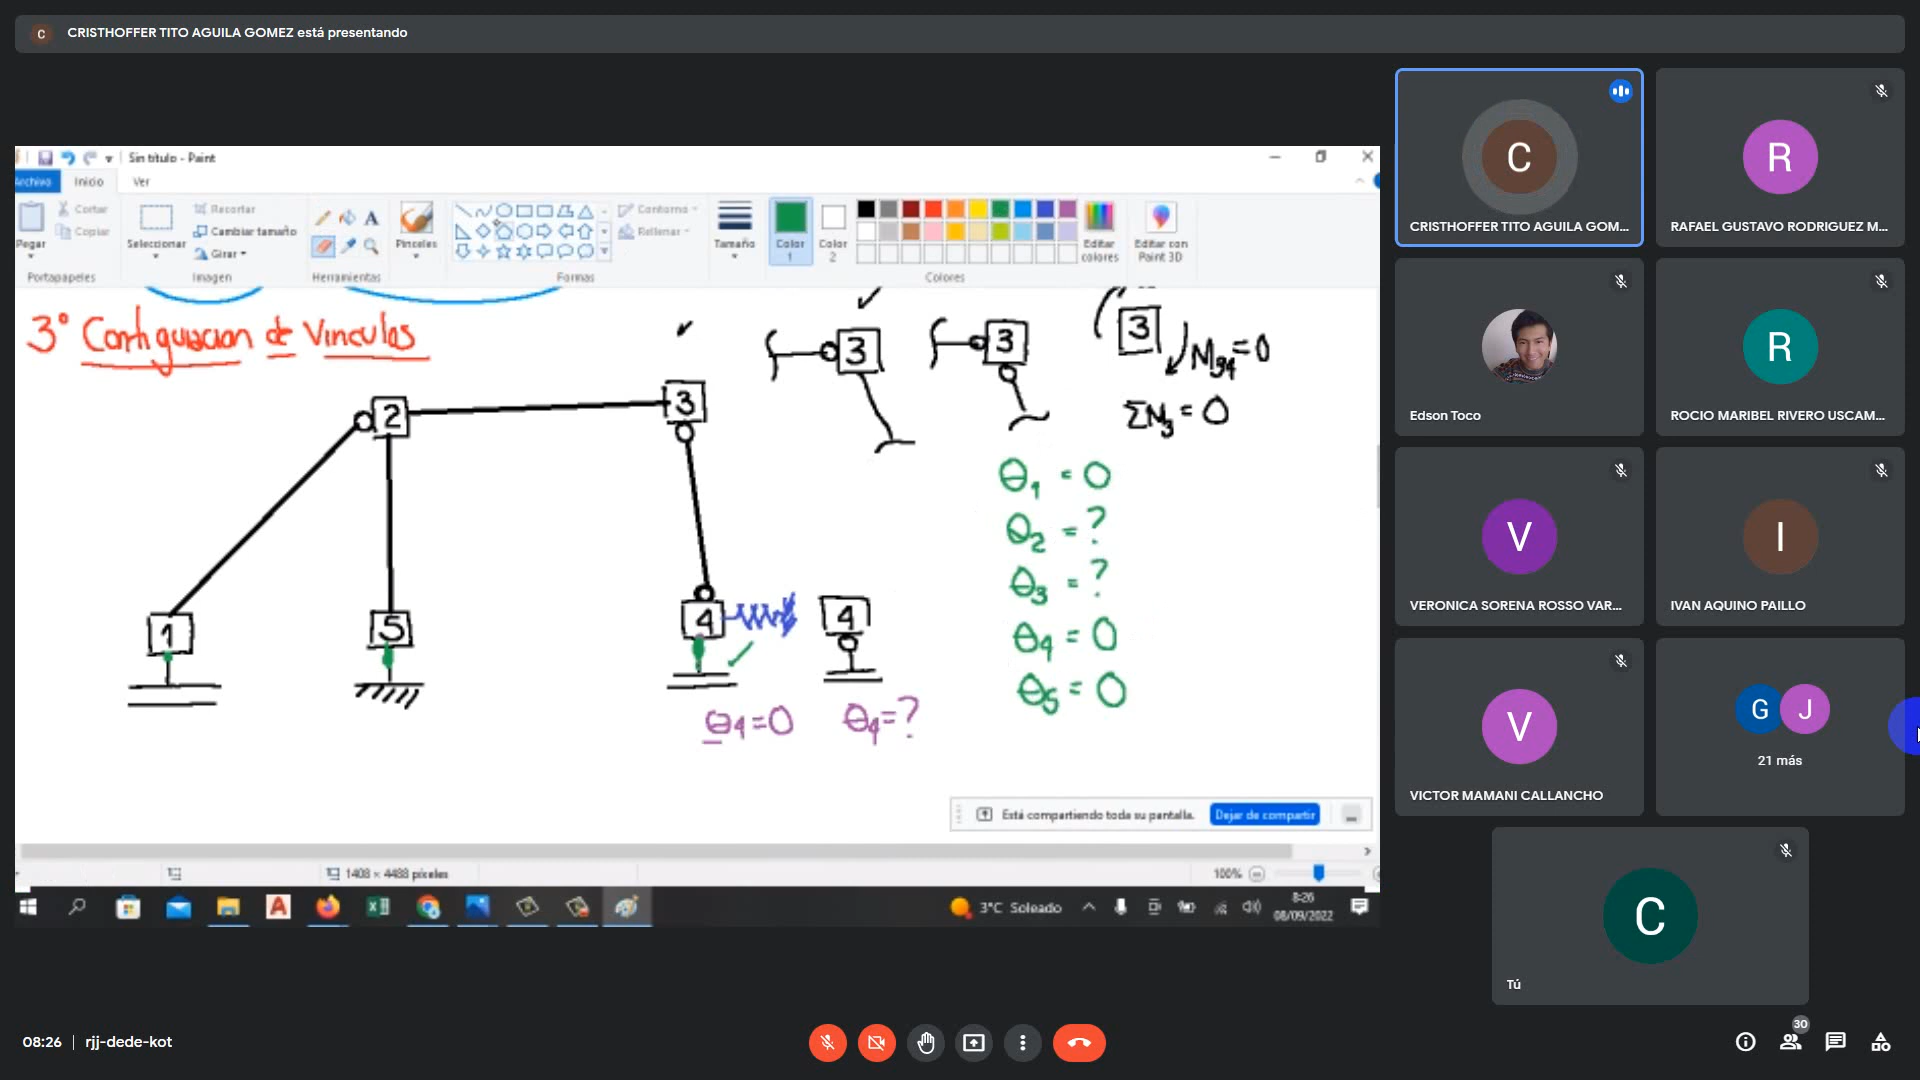 C CRISTHOFFER TITO AGUILA GOMEZ está presentando
Sin título - Paint
Archivo Inicio Ver
Pegar
Cortar
Copiar
Portapapeles
Seleccionar
Recortar
Cambiar tamaño
Girar
Imagen
A
Herramientas
Pinceles
Contorno
Rellenar
Formas
Tamaño
Color 1
Color 2
Editar colores
Colores
Editar con Paint 3D
3° Configuracion de Vinculos
3
3
3
M34=0
ΣM3 = 0
2
3
1
5
4
4
θ4=0
θ4=?
θ1 = 0
θ2 = ?
θ3 = ?
θ4 = 0
θ5 = 0
Está compartiendo toda su pantalla.
Dejar de compartir
1408 × 4488 píxeles
100%
3°C Soleado
8:26
08/09/2022
C
CRISTHOFFER TITO AGUILA GOM...
R
RAFAEL GUSTAVO RODRIGUEZ M...
Edson Toco
R
ROCIO MARIBEL RIVERO USCAM...
V
VERONICA SORENA ROSSO VAR...
I
IVAN AQUINO PAILLO
V
VICTOR MAMANI CALLANCHO
G J
21 más
C
Tú
08:26 | rjj-dede-kot
30